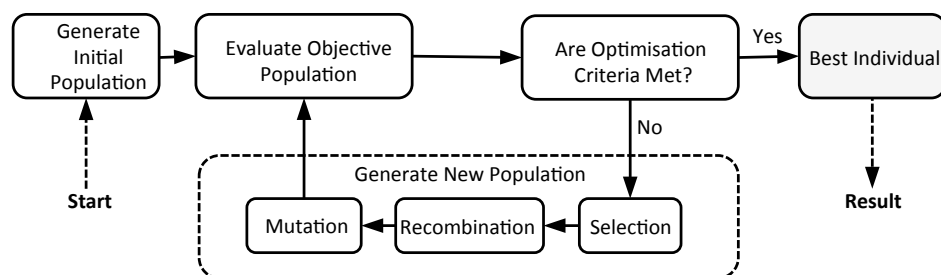 Generate
Initial
Population
Evaluate Objective
Population
Are Optimisation
Criteria Met?
Yes
Best Individual
No
Generate New Population
Start
Mutation
Recombination
Selection
Result